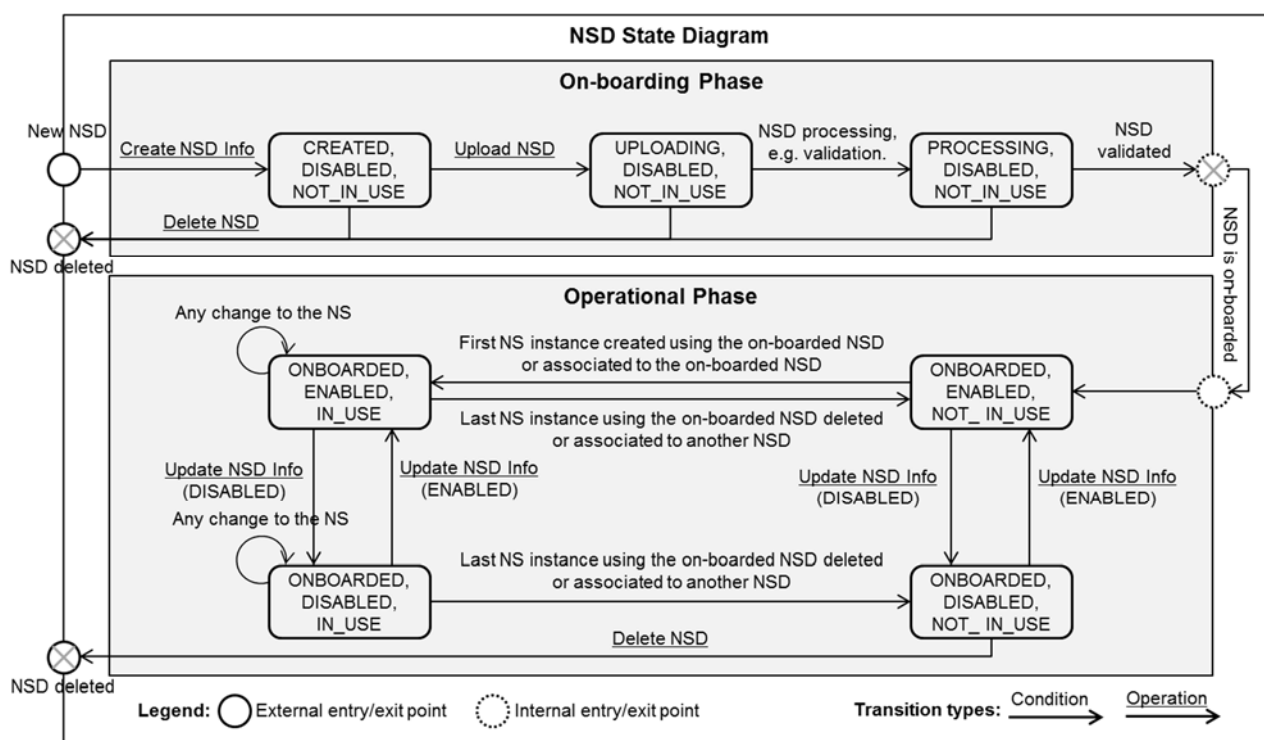 NSD State Diagram
On-boarding Phase
New NSD
Create NSD Info
CREATED,
DISABLED,
NOT_IN_USE
Upload NSD
UPLOADING,
DISABLED,
NOT_IN_USE
NSD processing,
e.g. validation.
PROCESSING,
DISABLED,
NOT_IN_USE
NSD
validated
Delete NSD
NSD deleted
NSD is on-boarded
Operational Phase
Any change to the NS
ONBOARDED,
ENABLED,
IN_USE
First NS instance created using the on-boarded NSD
or associated to the on-boarded NSD
Last NS instance using the on-boarded NSD deleted
or associated to another NSD
ONBOARDED,
ENABLED,
NOT_ IN_USE
Update NSD Info
(DISABLED)
Update NSD Info
(ENABLED)
Update NSD Info
(DISABLED)
Update NSD Info
(ENABLED)
Any change to the NS
ONBOARDED,
DISABLED,
IN_USE
Last NS instance using the on-boarded NSD deleted
or associated to another NSD
ONBOARDED,
DISABLED,
NOT_ IN_USE
Delete NSD
NSD deleted
Legend: External entry/exit point Internal entry/exit point Transition types: Condition Operation